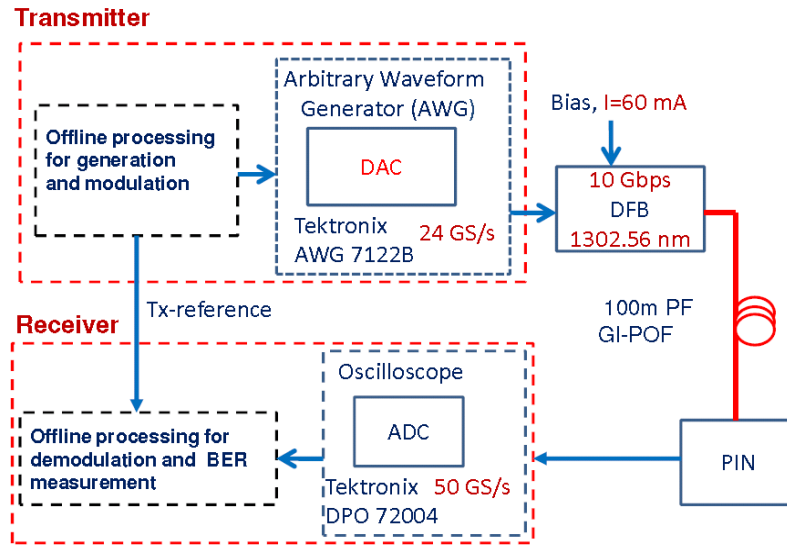 Transmitter
Arbitrary Waveform
Generator (AWG)
Bias, I=60 mA
Offline processing
for generation
and modulation
DAC
10 Gbps
DFB
1302.56 nm
Tektronix 24 GS/s
AWG 7122B
Tx-reference
100m PF
GI-POF
Receiver
Oscilloscope
ADC
Offline processing for
demodulation and BER
measurement
PIN
Tektronix 50 GS/s
DPO 72004